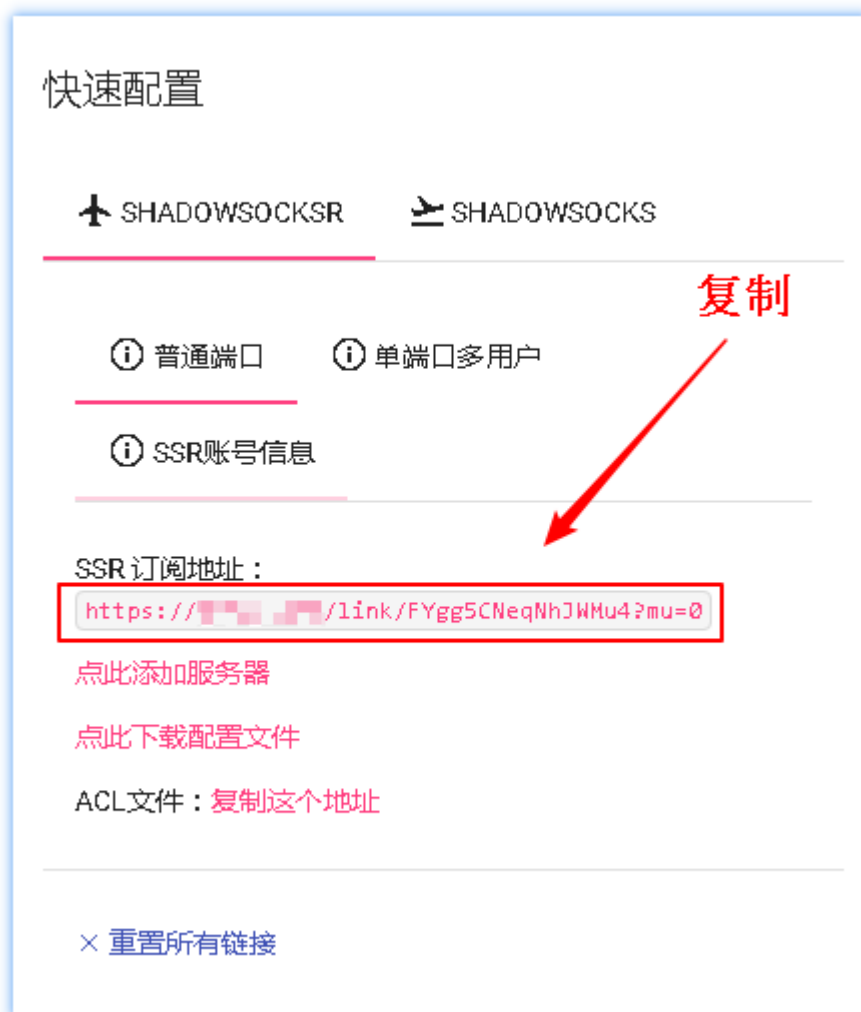 快速配置
SHADOWSOCKSR SHADOWSOCKS
复制
普通端口 单端口多用户
SSR账号信息
SSR 订阅地址：
https:// /link/FYgg5CNeqNhJWMu4?mu=0
点此添加服务器
点此下载配置文件
ACL文件：复制这个地址
× 重置所有链接